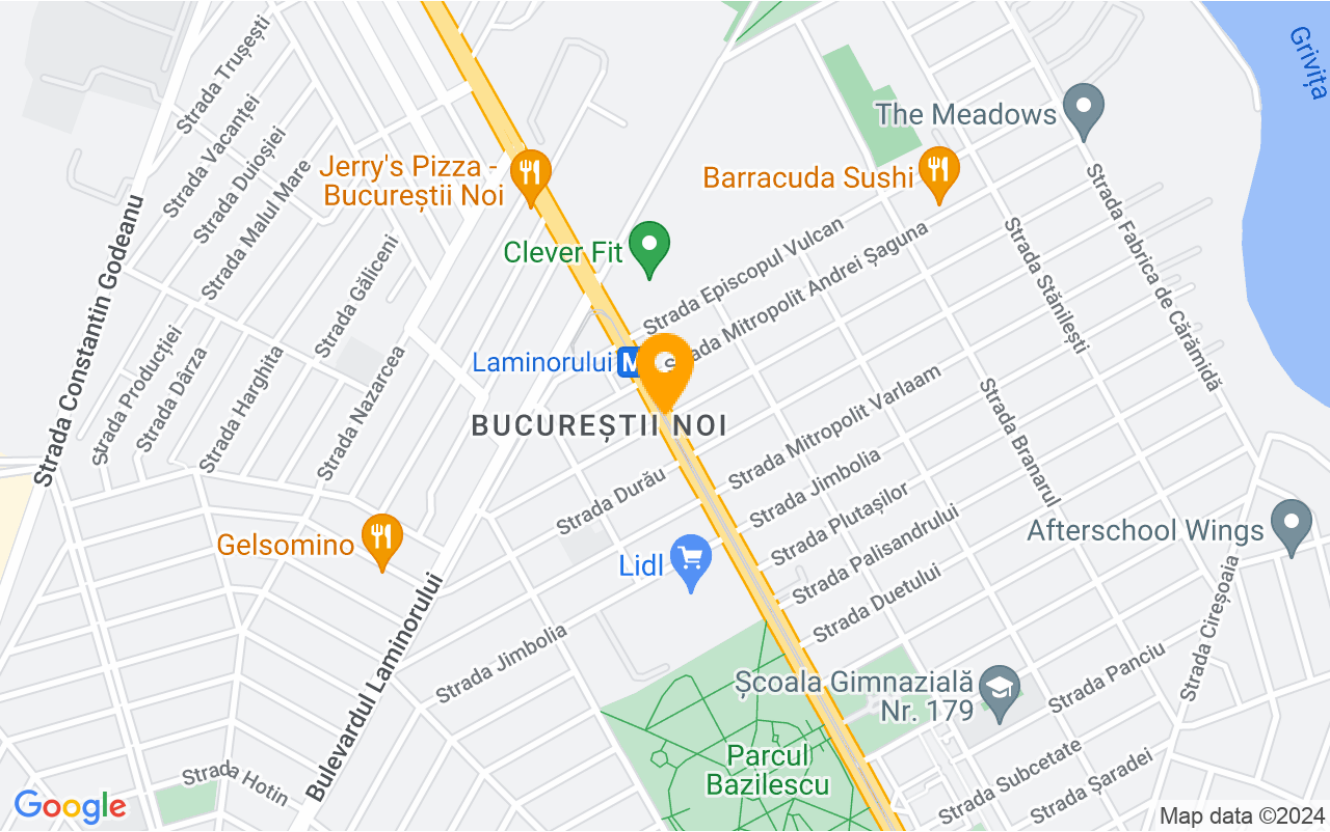 Strada Trușești
Strada Vacanței
Strada Duioșiei
Strada Malul Mare
Strada Constantin Godeanu
Strada Găliceni
Strada Producției
Strada Dârza
Strada Harghita
Strada Nazarcea
Jerry's Pizza -
Bucureștii Noi
Clever Fit
Grivița
The Meadows
Barracuda Sushi
Strada Episcopul Vulcan
Strada Mitropolit Andrei Șaguna
Strada Fabrica de Cărămidă
Strada Stănilești
Laminorului
M
BUCUREȘTII NOI
Strada Mitropolit Varlaam
Strada Branarul
Strada Durău
Strada Jimbolia
Strada Plutașilor
Strada Palisandrului
Strada Duetului
Afterschool Wings
Gelsomino
Lidl
Strada Jimbolia
Bulevardul Laminorului
Strada Cireșoaia
Strada Panciu
Școala Gimnazială
Nr. 179
Parcul
Bazilescu
Strada Hotin
Strada Subcetate
Strada Șaradei
Google
Map data ©2024